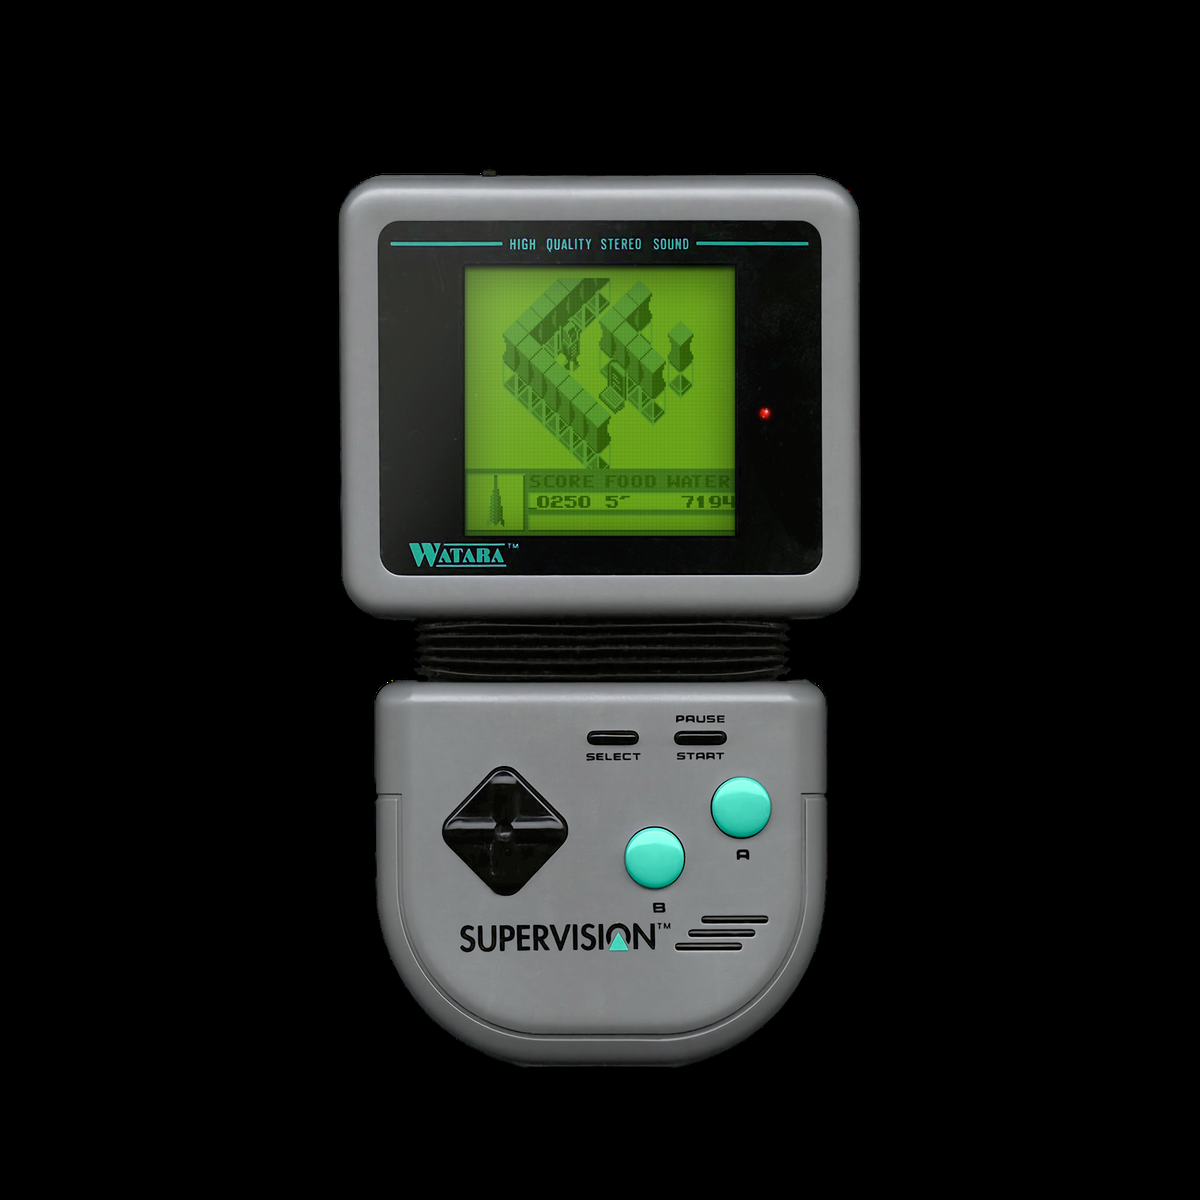 HIGH QUALITY STEREO SOUND
SCORE FOOD WATER
0250 5 7194
WATARA™
PAUSE
SELECT START
A
B
SUPERVISION™